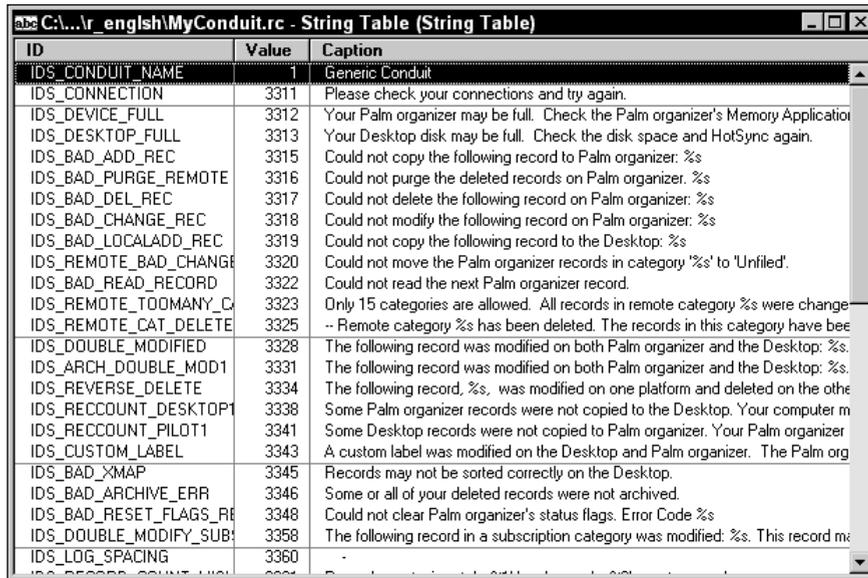 abc C:\...\r_englsh\MyConduit.rc - String Table (String Table)
ID Value Caption
IDS_CONDUIT_NAME 1 Generic Conduit
IDS_CONNECTION 3311 Please check your connections and try again.
IDS_DEVICE_FULL 3312 Your Palm organizer may be full. Check the Palm organizer's Memory Application
IDS_DESKTOP_FULL 3313 Your Desktop disk may be full. Check the disk space and HotSync again.
IDS_BAD_ADD_REC 3315 Could not copy the following record to Palm organizer: %s
IDS_BAD_PURGE_REMOTE 3316 Could not purge the deleted records on Palm organizer. %s
IDS_BAD_DEL_REC 3317 Could not delete the following record on Palm organizer: %s
IDS_BAD_CHANGE_REC 3318 Could not modify the following record on Palm organizer: %s
IDS_BAD_LOCALADD_REC 3319 Could not copy the following record to the Desktop: %s
IDS_REMOTE_BAD_CHANGE 3320 Could not move the Palm organizer records in category '%s' to 'Unfiled'.
IDS_BAD_READ_RECORD 3322 Could not read the next Palm organizer record.
IDS_REMOTE_TOOMANY_CA 3323 Only 15 categories are allowed. All records in remote category %s were change
IDS_REMOTE_CAT_DELETE 3325 -- Remote category %s has been deleted. The records in this category have bee
IDS_DOUBLE_MODIFIED 3328 The following record was modified on both Palm organizer and the Desktop: %s.
IDS_ARCH_DOUBLE_MOD1 3331 The following record was modified on both Palm organizer and the Desktop: %s.
IDS_REVERSE_DELETE 3334 The following record, %s, was modified on one platform and deleted on the othe
IDS_RECCOUNT_DESKTOP1 3338 Some Palm organizer records were not copied to the Desktop. Your computer m
IDS_RECCOUNT_PILOT1 3341 Some Desktop records were not copied to Palm organizer. Your Palm organizer
IDS_CUSTOM_LABEL 3343 A custom label was modified on the Desktop and Palm organizer. The Palm org
IDS_BAD_XMAP 3345 Records may not be sorted correctly on the Desktop.
IDS_BAD_ARCHIVE_ERR 3346 Some or all of your deleted records were not archived.
IDS_BAD_RESET_FLAGS_RE 3348 Could not clear Palm organizer's status flags. Error Code %s
IDS_DOUBLE_MODIFY_SUBS 3358 The following record in a subscription category was modified: %s. This record ma
IDS_LOG_SPACING 3360 -